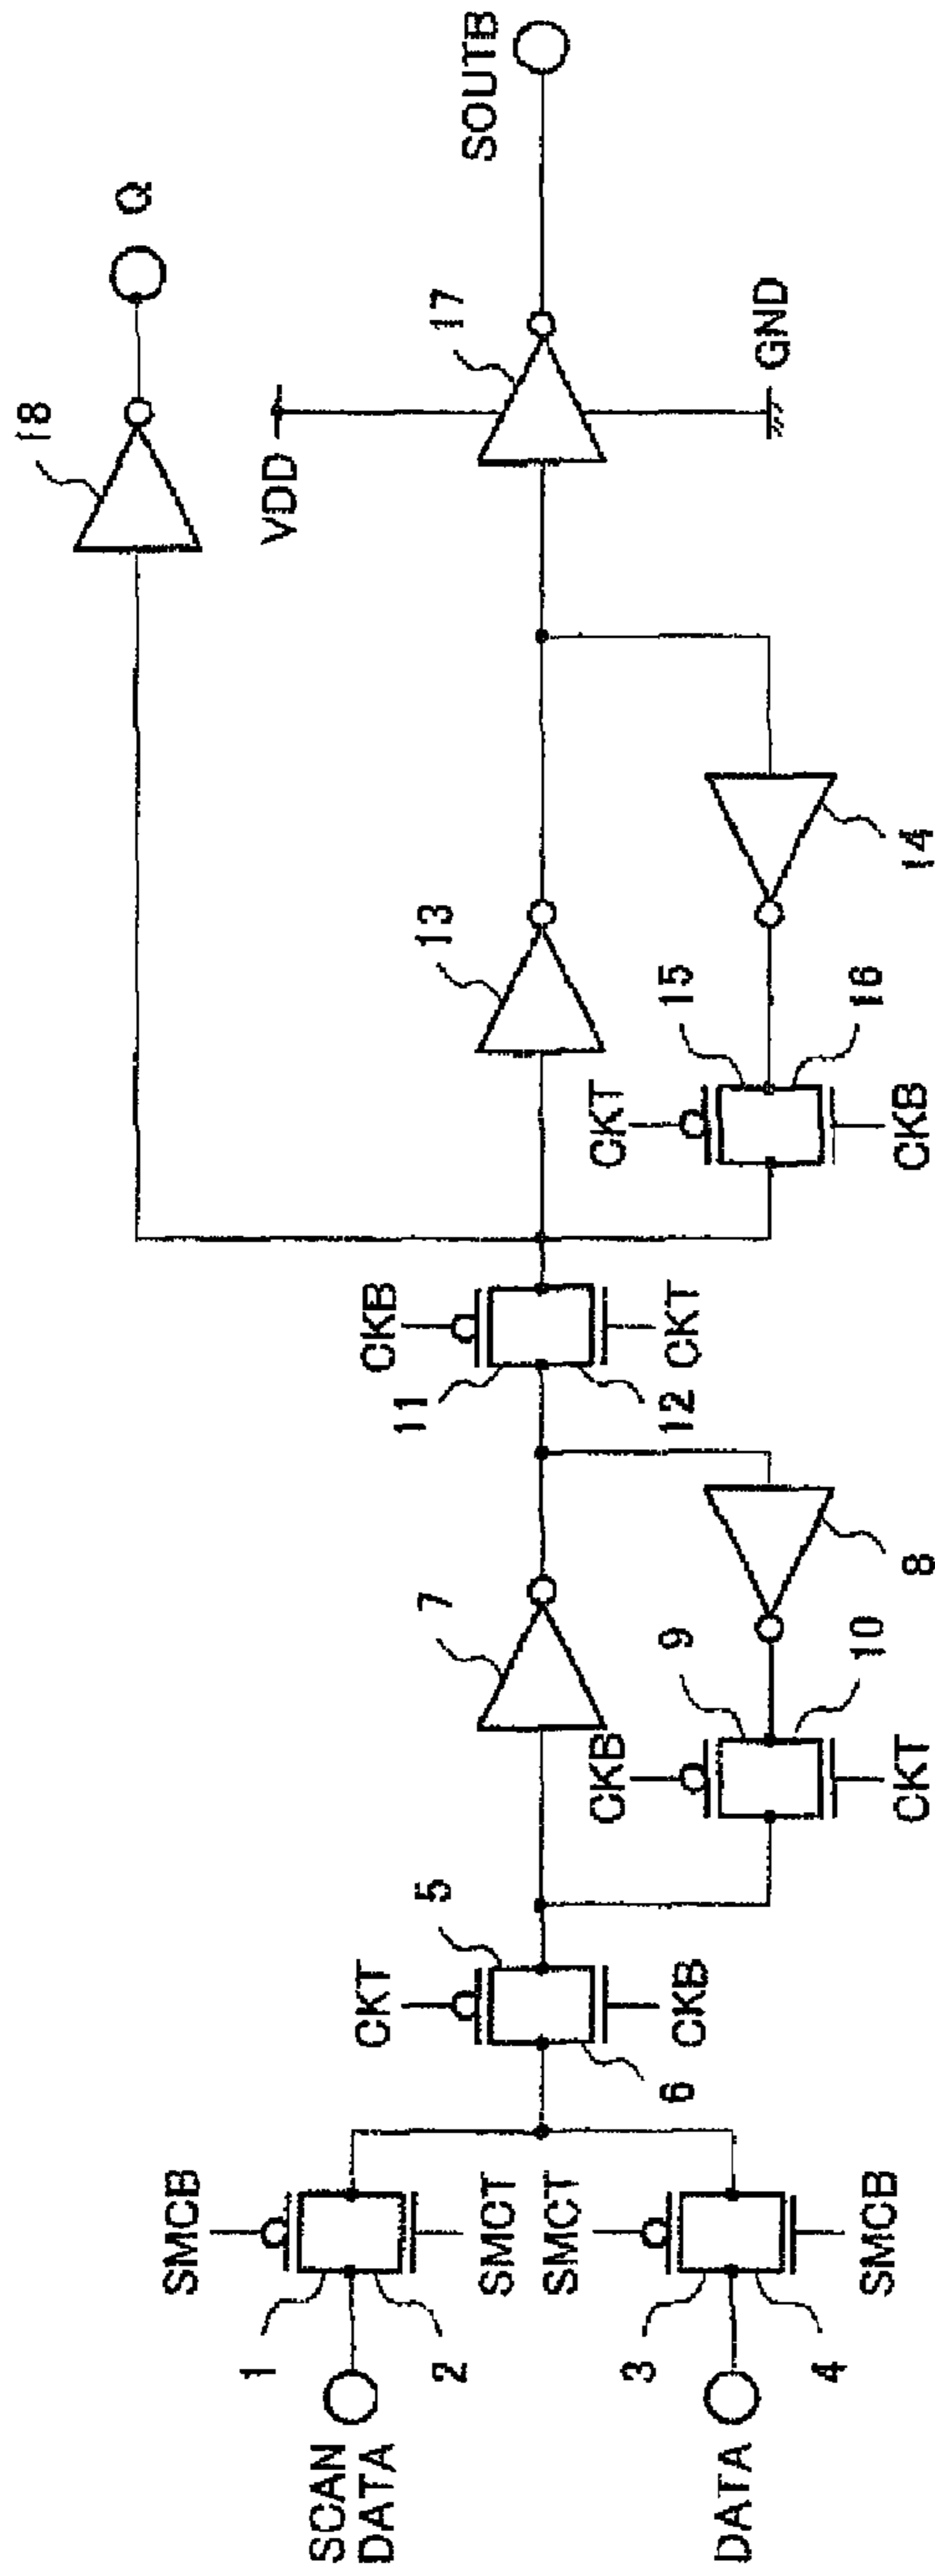 SCAN
DATA
DATA
SMCB
1
2
SMCT
SMCT
3
4
SMCB
CKT
5
6
CKB
7
CKB
9
10
CKT
8
CKB
11
12
CKT
13
CKT
15
16
CKB
14
18
Q
VDD
17
GND
SOUTB